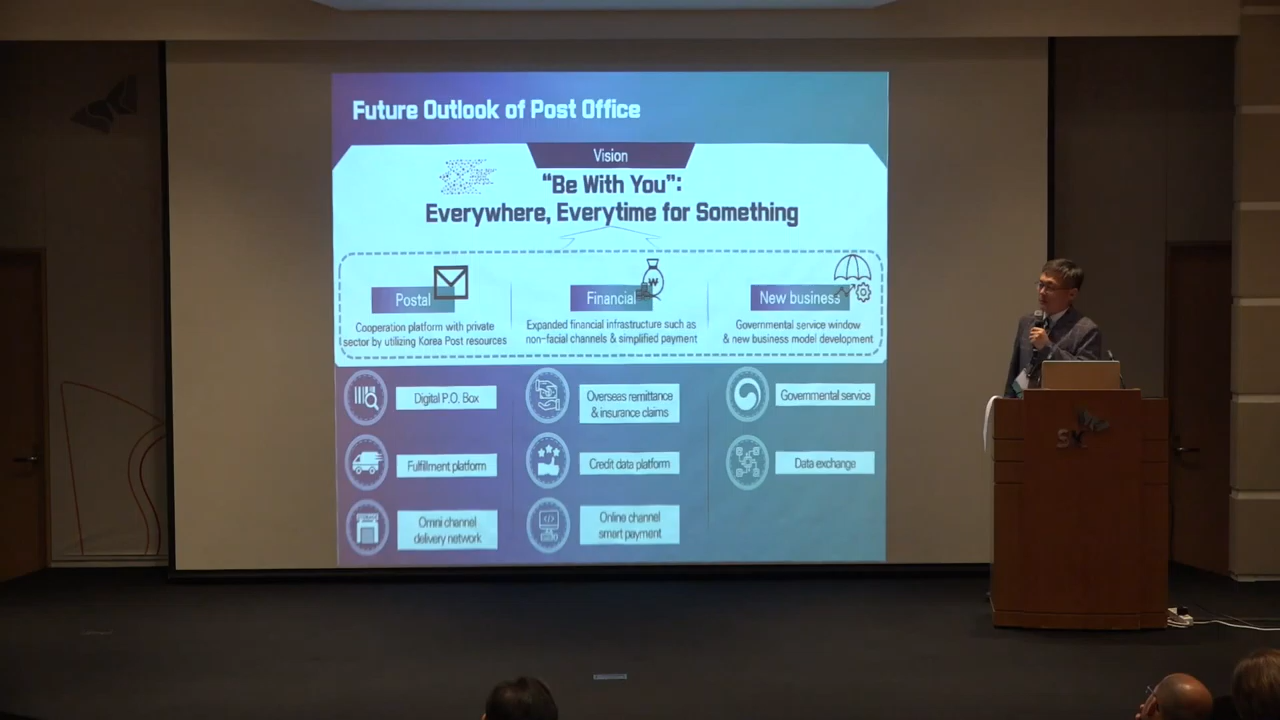 Future Outlook of Post Office
Vision
“Be With You”:
Everywhere, Everytime for Something
Postal
Cooperation platform with private
sector by utilizing Korea Post resources
Financial
Expanded financial infrastructure such as
non-facial channels & simplified payment
New business
Governmental service window
& new business model development
Digital P.O. Box
Fulfillment platform
Omni channel
delivery network
Overseas remittance
& insurance claims
Credit data platform
Online channel
smart payment
Governmental service
Data exchange
SK